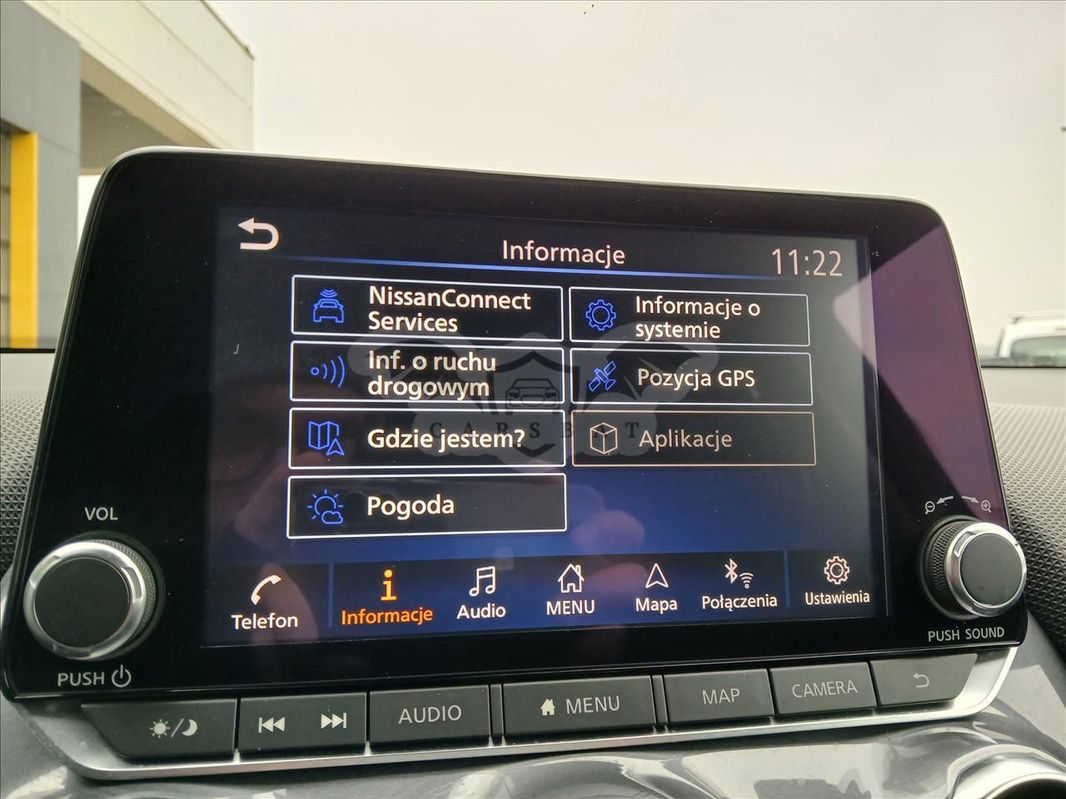 Informacje
11:22
NissanConnect
Services
Informacje o
systemie
Inf. o ruchu
drogowym
Pozycja GPS
Gdzie jestem?
Aplikacje
Pogoda
Telefon
Informacje
Audio
MENU
Mapa
Połączenia
Ustawienia
VOL
PUSH
PUSH SOUND
AUDIO
MENU
MAP
CAMERA